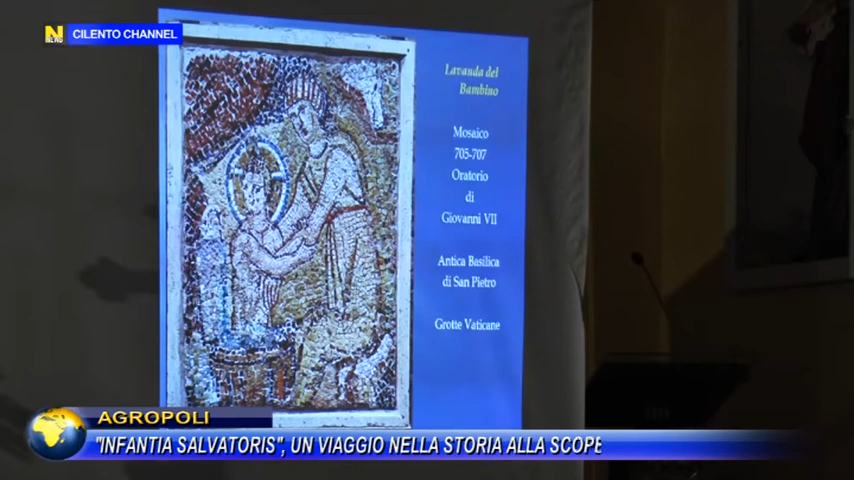 CILENTO CHANNEL
Lavanda del
Bambino
Mosaico
705-707
Oratorio
di
Giovanni VII
Antica Basilica
di San Pietro
Grotte Vaticane
AGROPOLI
"INFANTIA SALVATORIS", UN VIAGGIO NELLA STORIA ALLA SCOPE